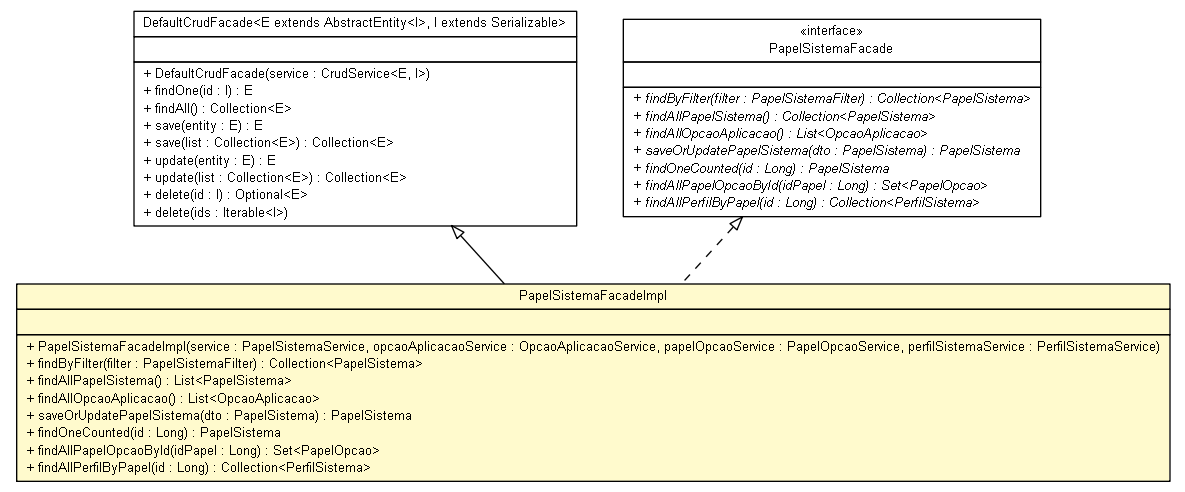 DefaultCrudFacade<E extends AbstractEntity<I>, I extends Serializable>
+ DefaultCrudFacade(service : CrudService<E, I>)
+ findOne(id : I) : E
+ findAll() : Collection<E>
+ save(entity : E) : E
+ save(list : Collection<E>) : Collection<E>
+ update(entity : E) : E
+ update(list : Collection<E>) : Collection<E>
+ delete(id : I) : Optional<E>
+ delete(ids : Iterable<I>)
«interface»
PapelSistemaFacade
+ findByFilter(filter : PapelSistemaFilter) : Collection<PapelSistema>
+ findAllPapelSistema() : Collection<PapelSistema>
+ findAllOpcaoAplicacao() : List<OpcaoAplicacao>
+ saveOrUpdatePapelSistema(dto : PapelSistema) : PapelSistema
+ findOneCounted(id : Long) : PapelSistema
+ findAllPapelOpcaoById(idPapel : Long) : Set<PapelOpcao>
+ findAllPerfilByPapel(id : Long) : Collection<PerfilSistema>
PapelSistemaFacadeImpl
+ PapelSistemaFacadeImpl(service : PapelSistemaService, opcaoAplicacaoService : OpcaoAplicacaoService, papelOpcaoService : PapelOpcaoService, perfilSistemaService : PerfilSistemaService)
+ findByFilter(filter : PapelSistemaFilter) : Collection<PapelSistema>
+ findAllPapelSistema() : List<PapelSistema>
+ findAllOpcaoAplicacao() : List<OpcaoAplicacao>
+ saveOrUpdatePapelSistema(dto : PapelSistema) : PapelSistema
+ findOneCounted(id : Long) : PapelSistema
+ findAllPapelOpcaoById(idPapel : Long) : Set<PapelOpcao>
+ findAllPerfilByPapel(id : Long) : Collection<PerfilSistema>